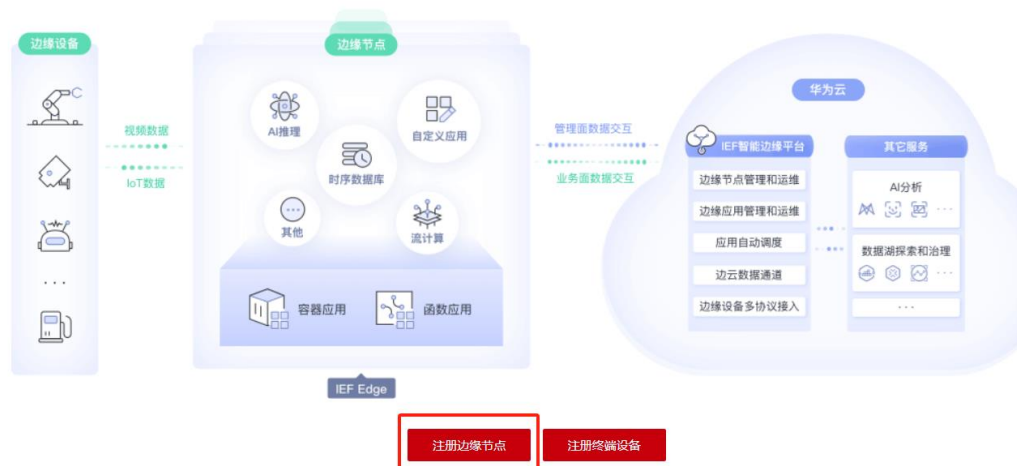 边缘设备
视频数据
IoT数据
边缘节点
AI推理
自定义应用
时序数据库
其他
流计算
容器应用
函数应用
IEF Edge
管理面数据交互
业务面数据交互
华为云
IEF智能边缘平台
边缘节点管理和运维
边缘应用管理和运维
应用自动调度
边云数据通道
边缘设备多协议接入
其它服务
AI分析
数据湖探索和治理
注册边缘节点
注册终端设备